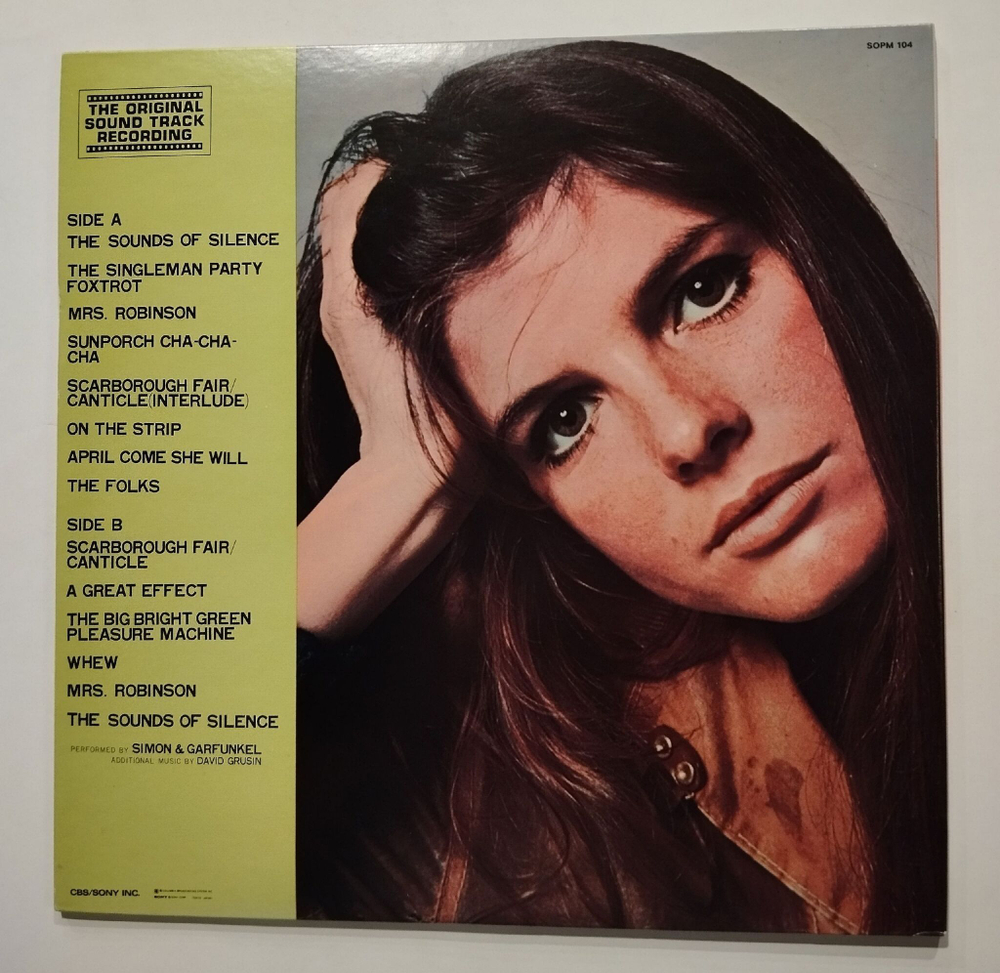 SOPM 104
THE ORIGINAL
SOUND TRACK
RECORDING
SIDE A
THE SOUNDS OF SILENCE
THE SINGLEMAN PARTY
FOXTROT
MRS. ROBINSON
SUNPORCH CHA-CHA-
CHA
SCARBOROUGH FAIR/
CANTICLE(INTERLUDE)
ON THE STRIP
APRIL COME SHE WILL
THE FOLKS
SIDE B
SCARBOROUGH FAIR/
CANTICLE
A GREAT EFFECT
THE BIG BRIGHT GREEN
PLEASURE MACHINE
WHEW
MRS. ROBINSON
THE SOUNDS OF SILENCE
PERFORMED BY SIMON & GARFUNKEL
ADDITIONAL MUSIC BY DAVID GRUSIN
CBS/SONY INC.